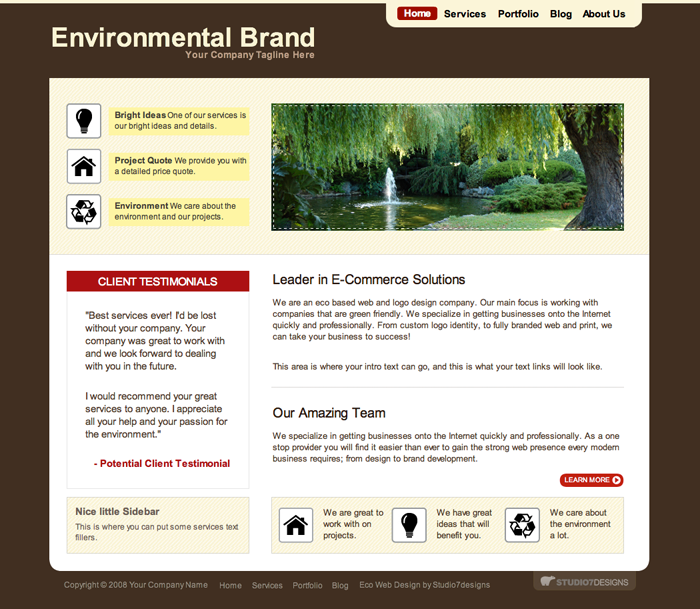 Home Services Portfolio Blog About Us
Environmental Brand
Your Company Tagline Here
Bright Ideas One of our services is
our bright ideas and details.
Project Quote We provide you with
a detailed price quote.
Environment We care about the
environment and our projects.
CLIENT TESTIMONIALS
"Best services ever! I'd be lost
without your company. Your
company was great to work with
and we look forward to dealing
with you in the future.
I would recommend your great
services to anyone. I appreciate
all your help and your passion for
the environment."
- Potential Client Testimonial
Leader in E-Commerce Solutions
We are an eco based web and logo design company. Our main focus is working with
companies that are green friendly. We specialize in getting businesses onto the Internet
quickly and professionally. From custom logo identity, to fully branded web and print, we
can take your business to success!
This area is where your intro text can go, and this is what your text links will look like.
Our Amazing Team
We specialize in getting businesses onto the Internet quickly and professionally. As a one
stop provider you will find it easier than ever to gain the strong web presence every modern
business requires; from design to brand development.
LEARN MORE
Nice little Sidebar
This is where you can put some services text
fillers.
We are great to
work with on
projects.
We have great
ideas that will
benefit you.
We care about
the environment
a lot.
Copyright © 2008 Your Company Name Home Services Portfolio Blog Eco Web Design by Studio7designs
STUDIO7DESIGNS